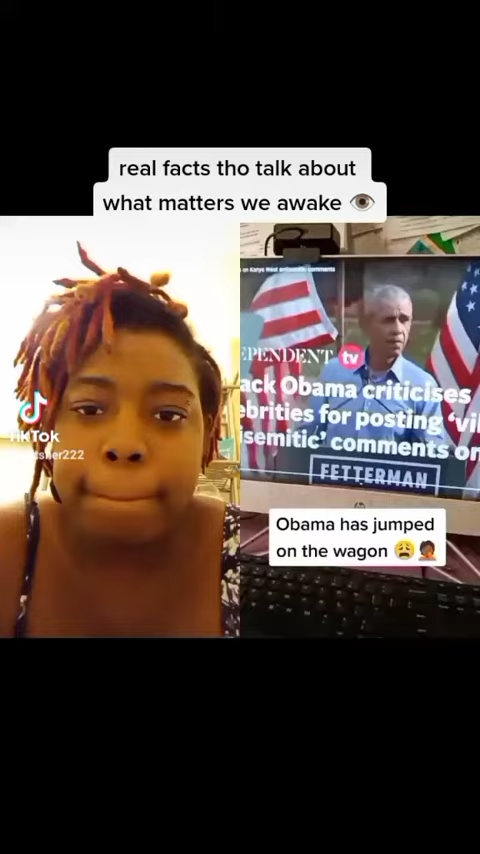 real facts tho talk about
what matters we awake 👁️
TikTok
EPENDENT tv
ack Obama criticises
ebrities for posting ‘vil
isemitic’ comments on
FETTERMAN
Obama has jumped
on the wagon 😩🤦🏾